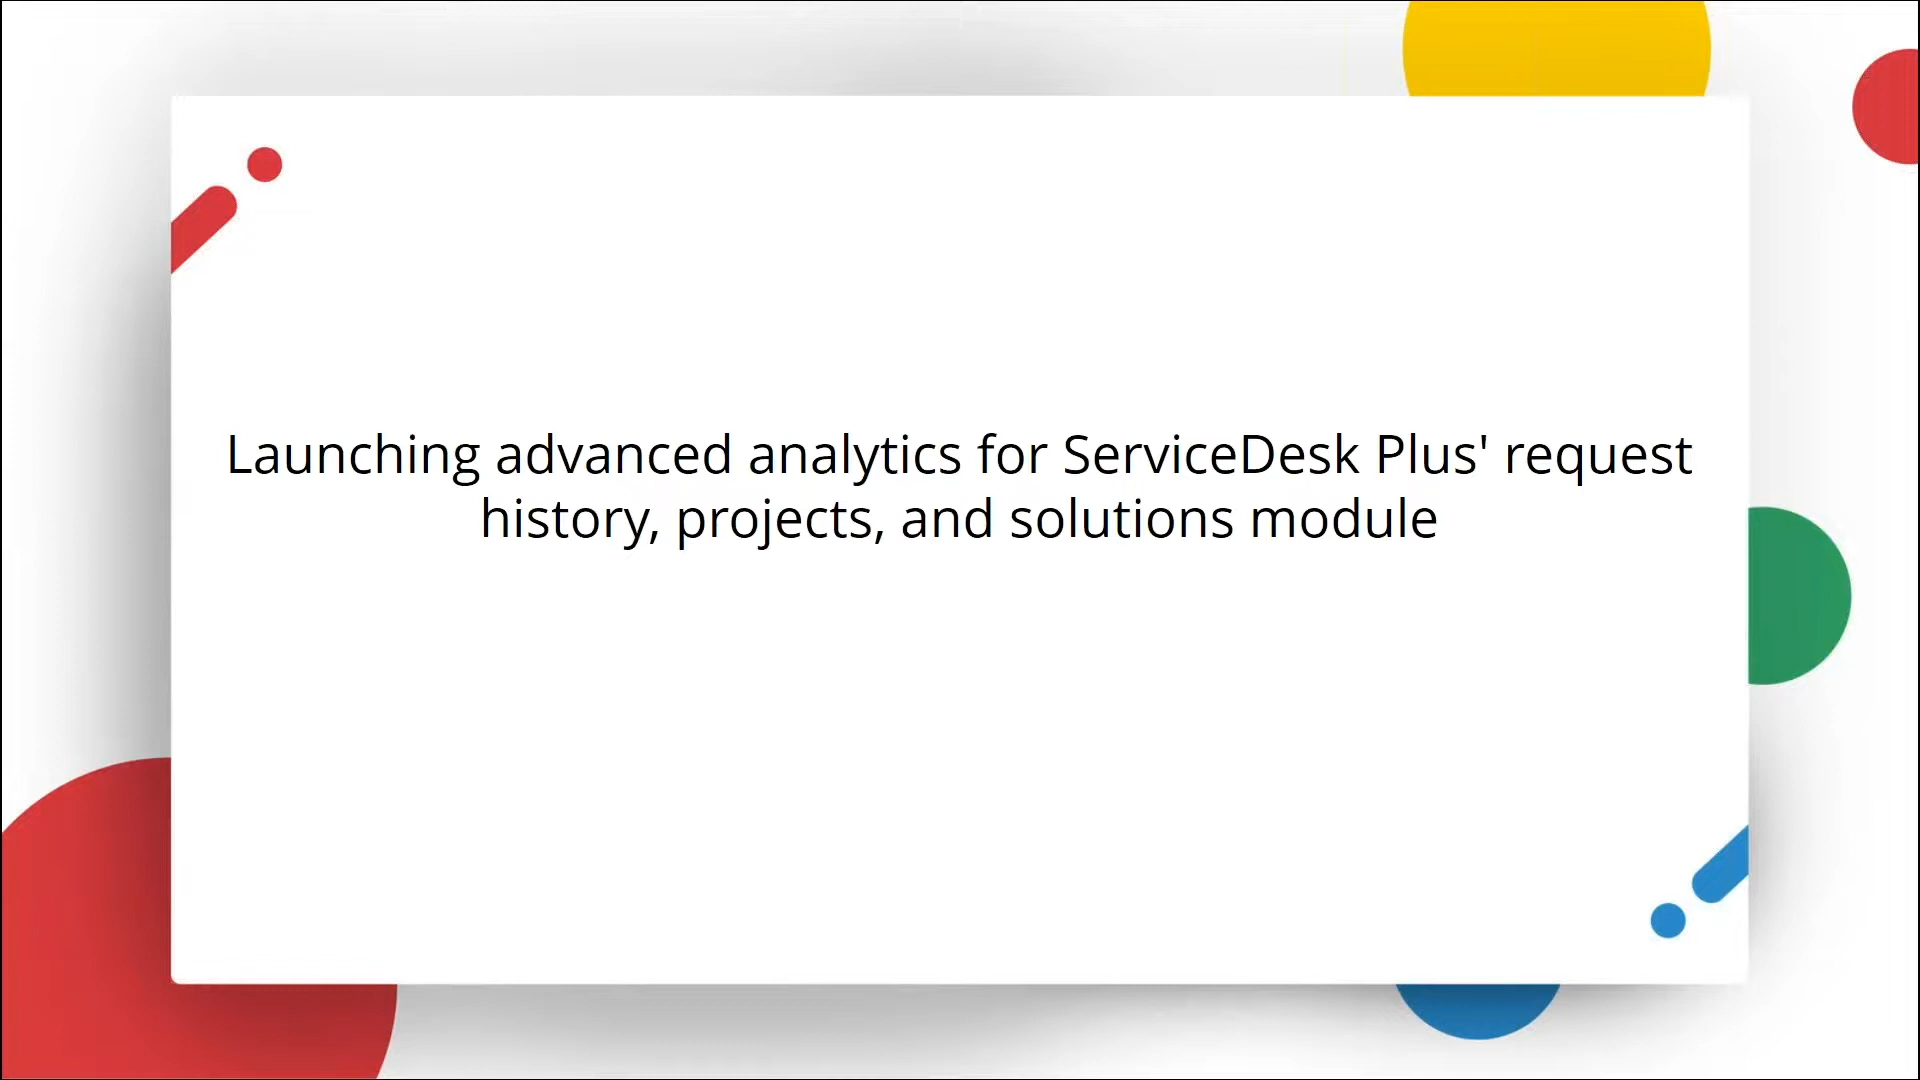 Launching advanced analytics for ServiceDesk Plus' request
history, projects, and solutions module